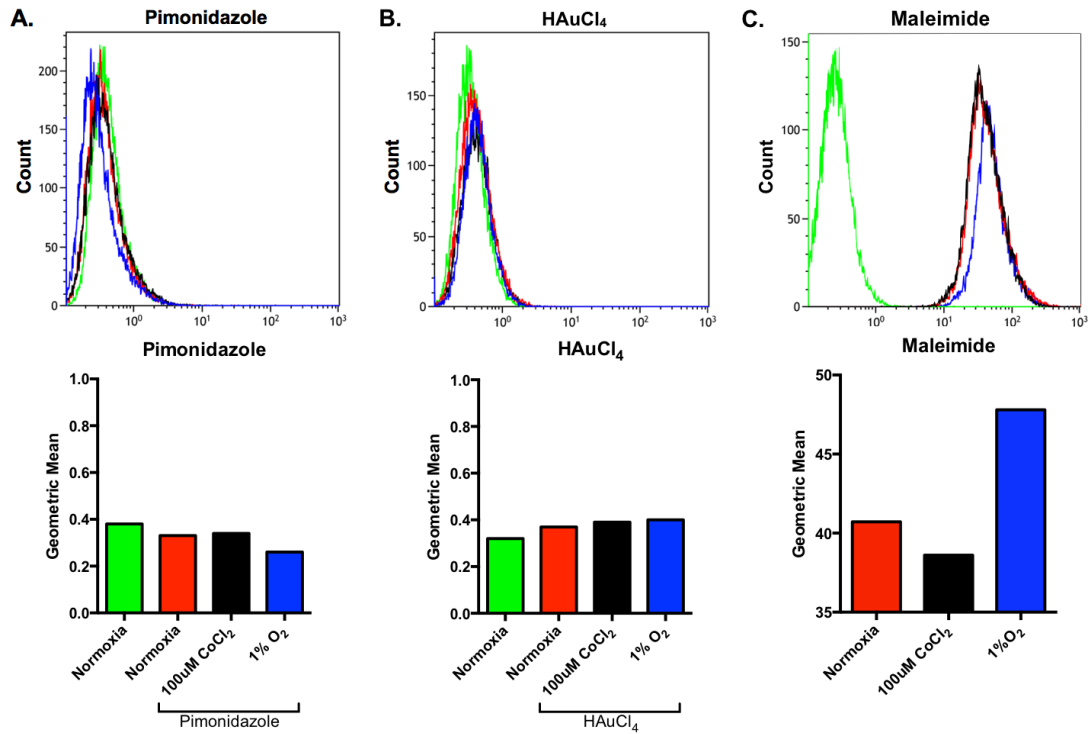 A.
Pimonidazole
Count
200
150
100
50
0
10⁰
10¹
10²
10³
Pimonidazole
Geometric Mean
1.0
0.8
0.6
0.4
0.2
0.0
Normoxia
Normoxia
100uM CoCl₂
1% O₂
Pimonidazole
B.
HAuCl₄
Count
150
100
50
0
10⁰
10¹
10²
10³
HAuCl₄
Geometric Mean
1.0
0.8
0.6
0.4
0.2
0.0
Normoxia
Normoxia
100uM CoCl₂
1% O₂
HAuCl₄
C.
Maleimide
Count
150
100
50
0
10⁰
10¹
10²
10³
Maleimide
Geometric Mean
50
45
40
35
Normoxia
100uM CoCl₂
1%O₂